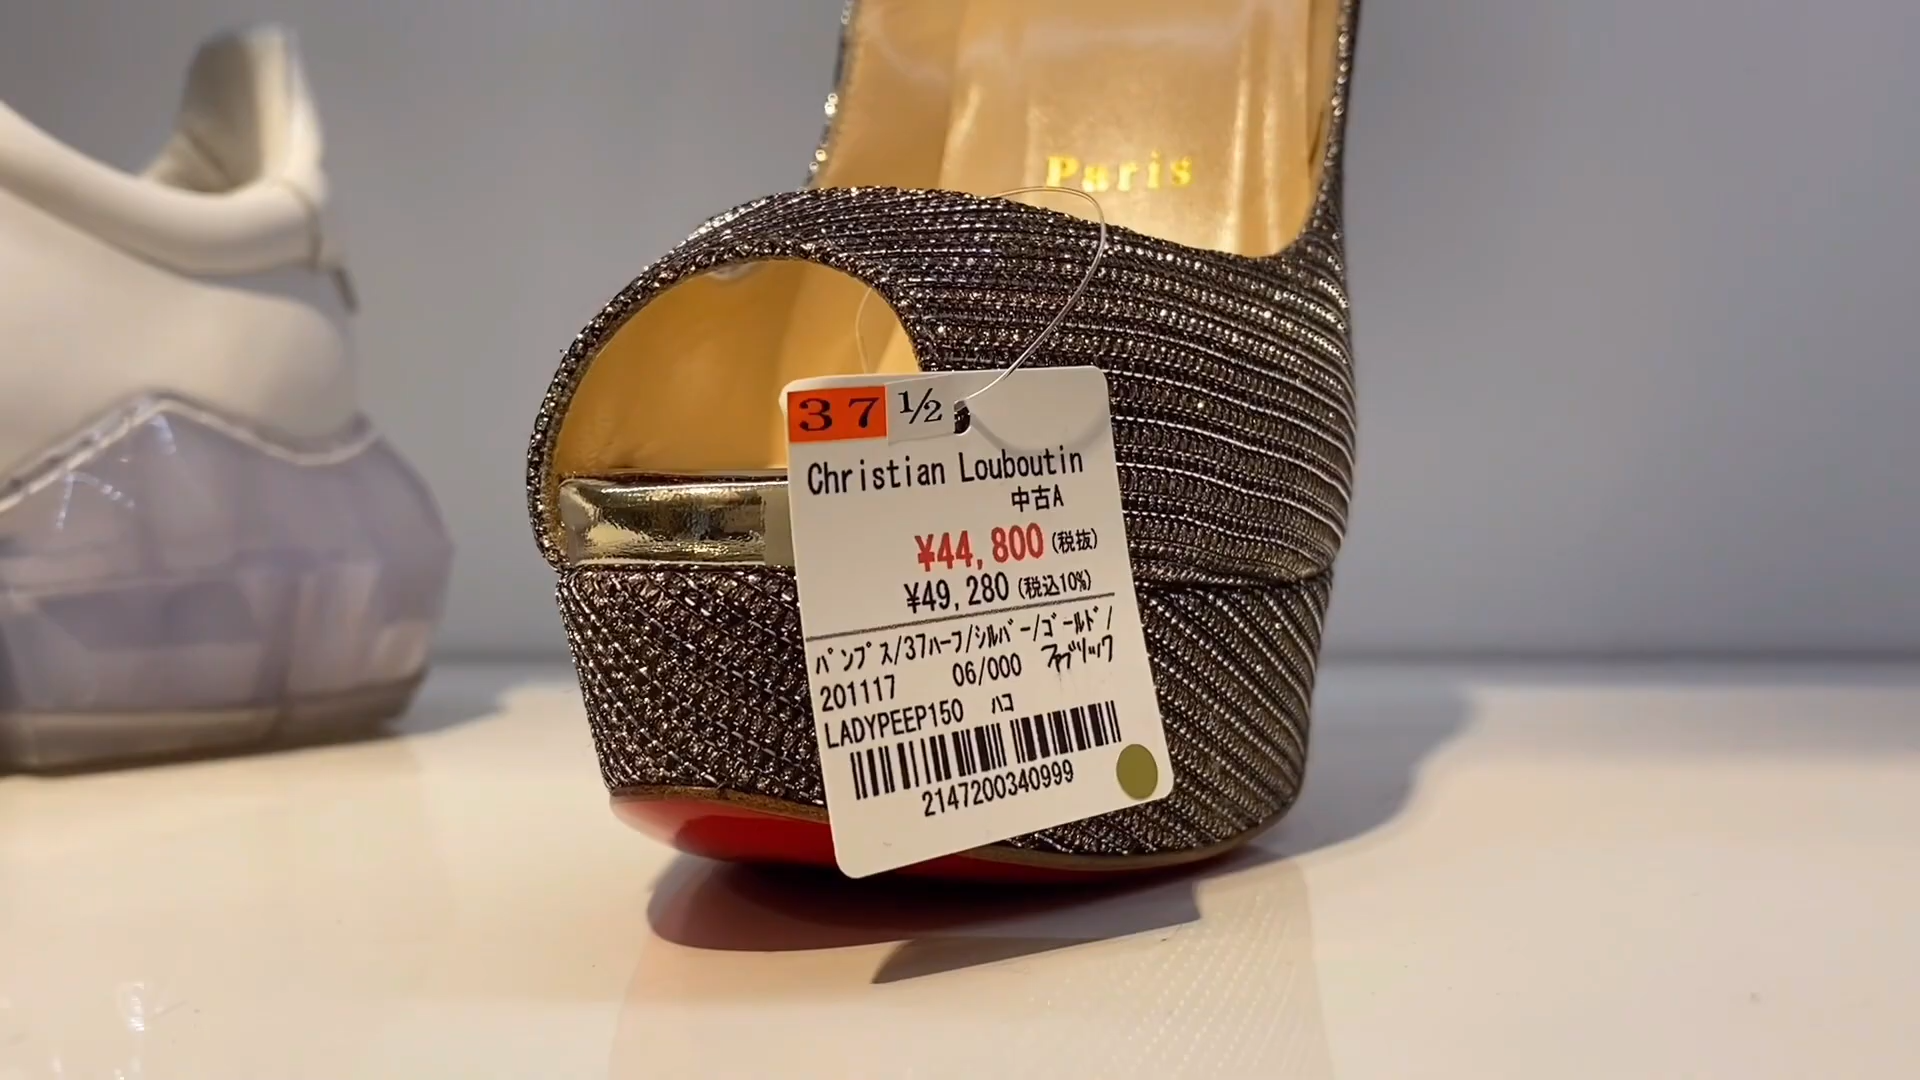 Paris
37 ½
Christian Louboutin
中古A
¥44,800(税抜)
¥49,280(税込10%)
ﾊﾟﾝﾌﾟｽ/37ﾊｰﾌ/ｼﾙﾊﾞｰ/ｺﾞｰﾙﾄﾞ/
ファブリック
201117 06/000
LADYPEEP150 ﾊｺ
2147200340999